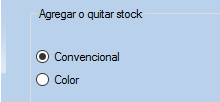 Agregar o quitar stock
Convencional
Color